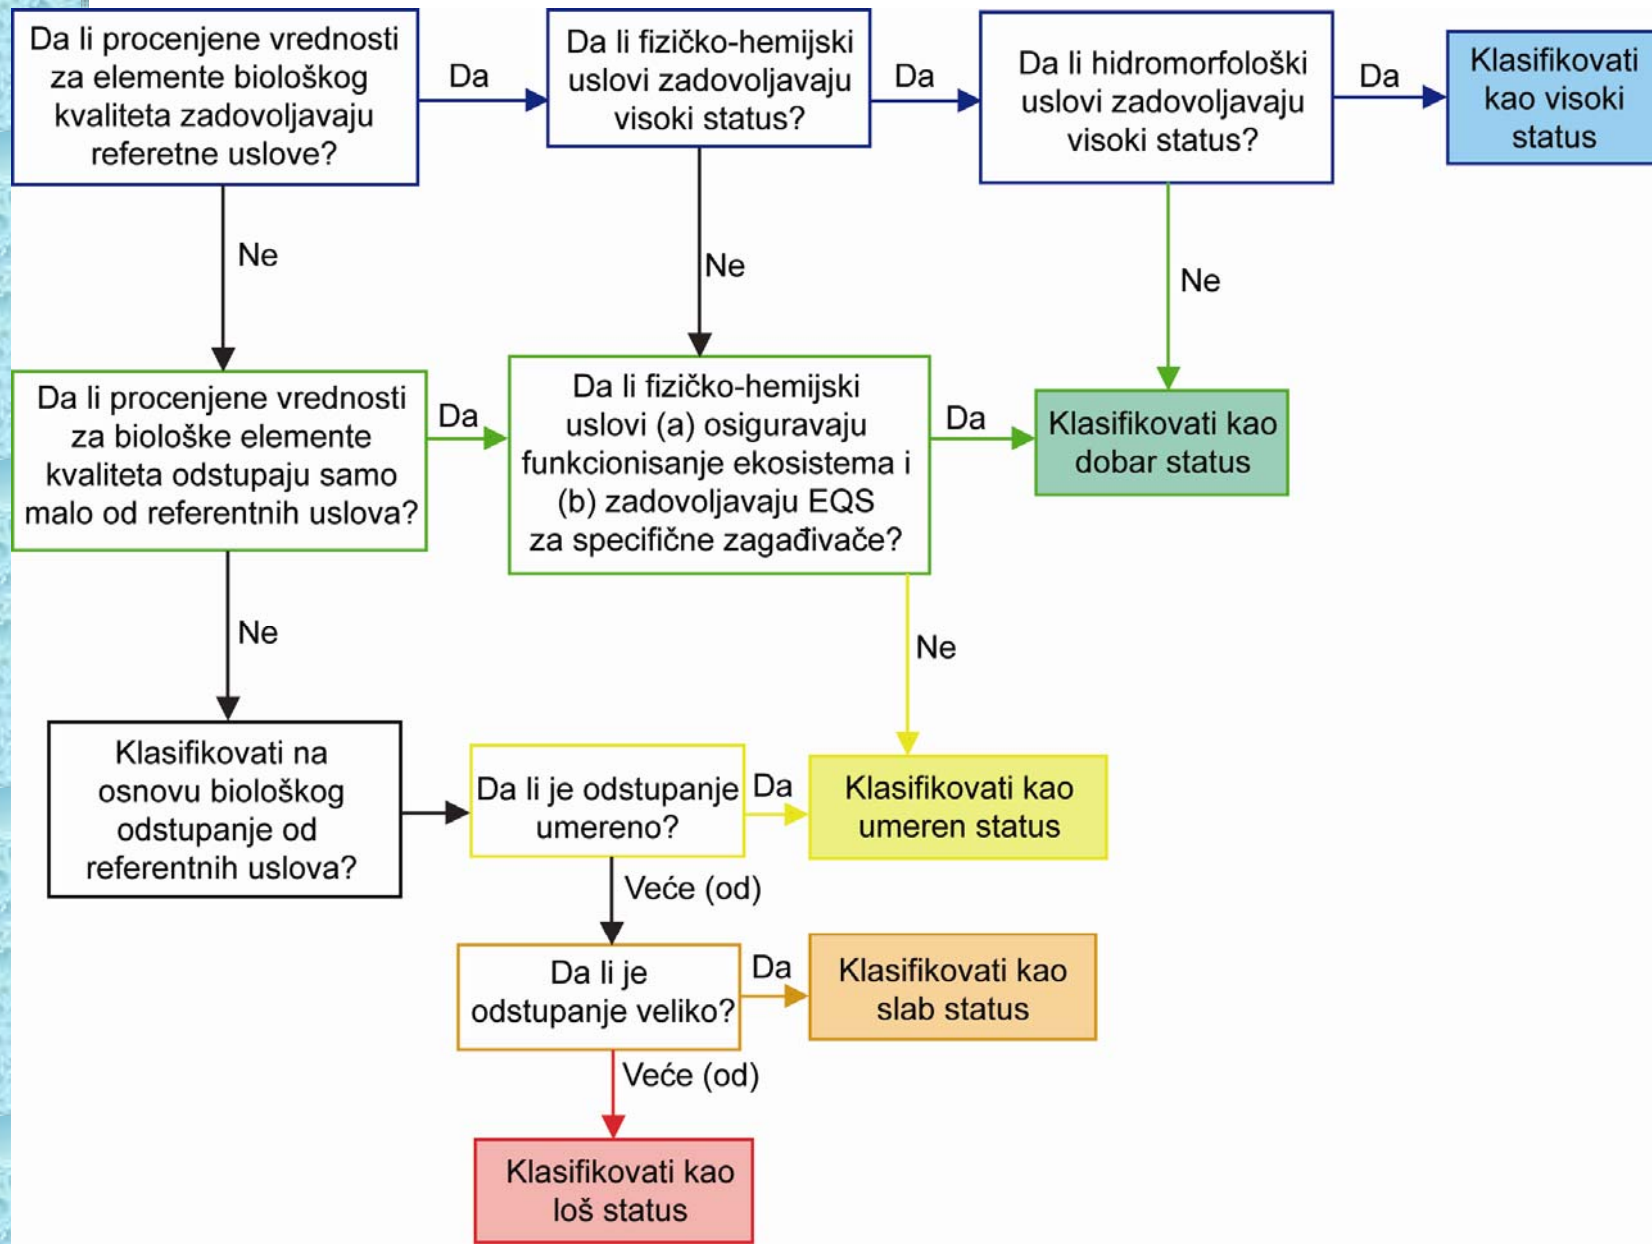 Da li procenjene vrednosti
za elemente biološkog
kvaliteta zadovoljavaju
referetne uslove?
Da
Da li fizičko-hemijski
uslovi zadovoljavaju
visoki status?
Da
Da li hidromorfološki
uslovi zadovoljavaju
visoki status?
Da
Klasifikovati
kao visoki
status
Ne
Ne
Ne
Da li procenjene vrednosti
za biološke elemente
kvaliteta odstupaju samo
malo od referentnih uslova?
Da
Da li fizičko-hemijski
uslovi (a) osiguravaju
funkcionisanje ekosistema i
(b) zadovoljavaju EQS
za specifične zagađivače?
Da
Klasifikovati kao
dobar status
Ne
Ne
Klasifikovati na
osnovu biološkog
odstupanje od
referentnih uslova?
Da li je odstupanje
umereno?
Da
Klasifikovati kao
umeren status
Veće (od)
Da li je
odstupanje veliko?
Da
Klasifikovati kao
slab status
Veće (od)
Klasifikovati kao
loš status